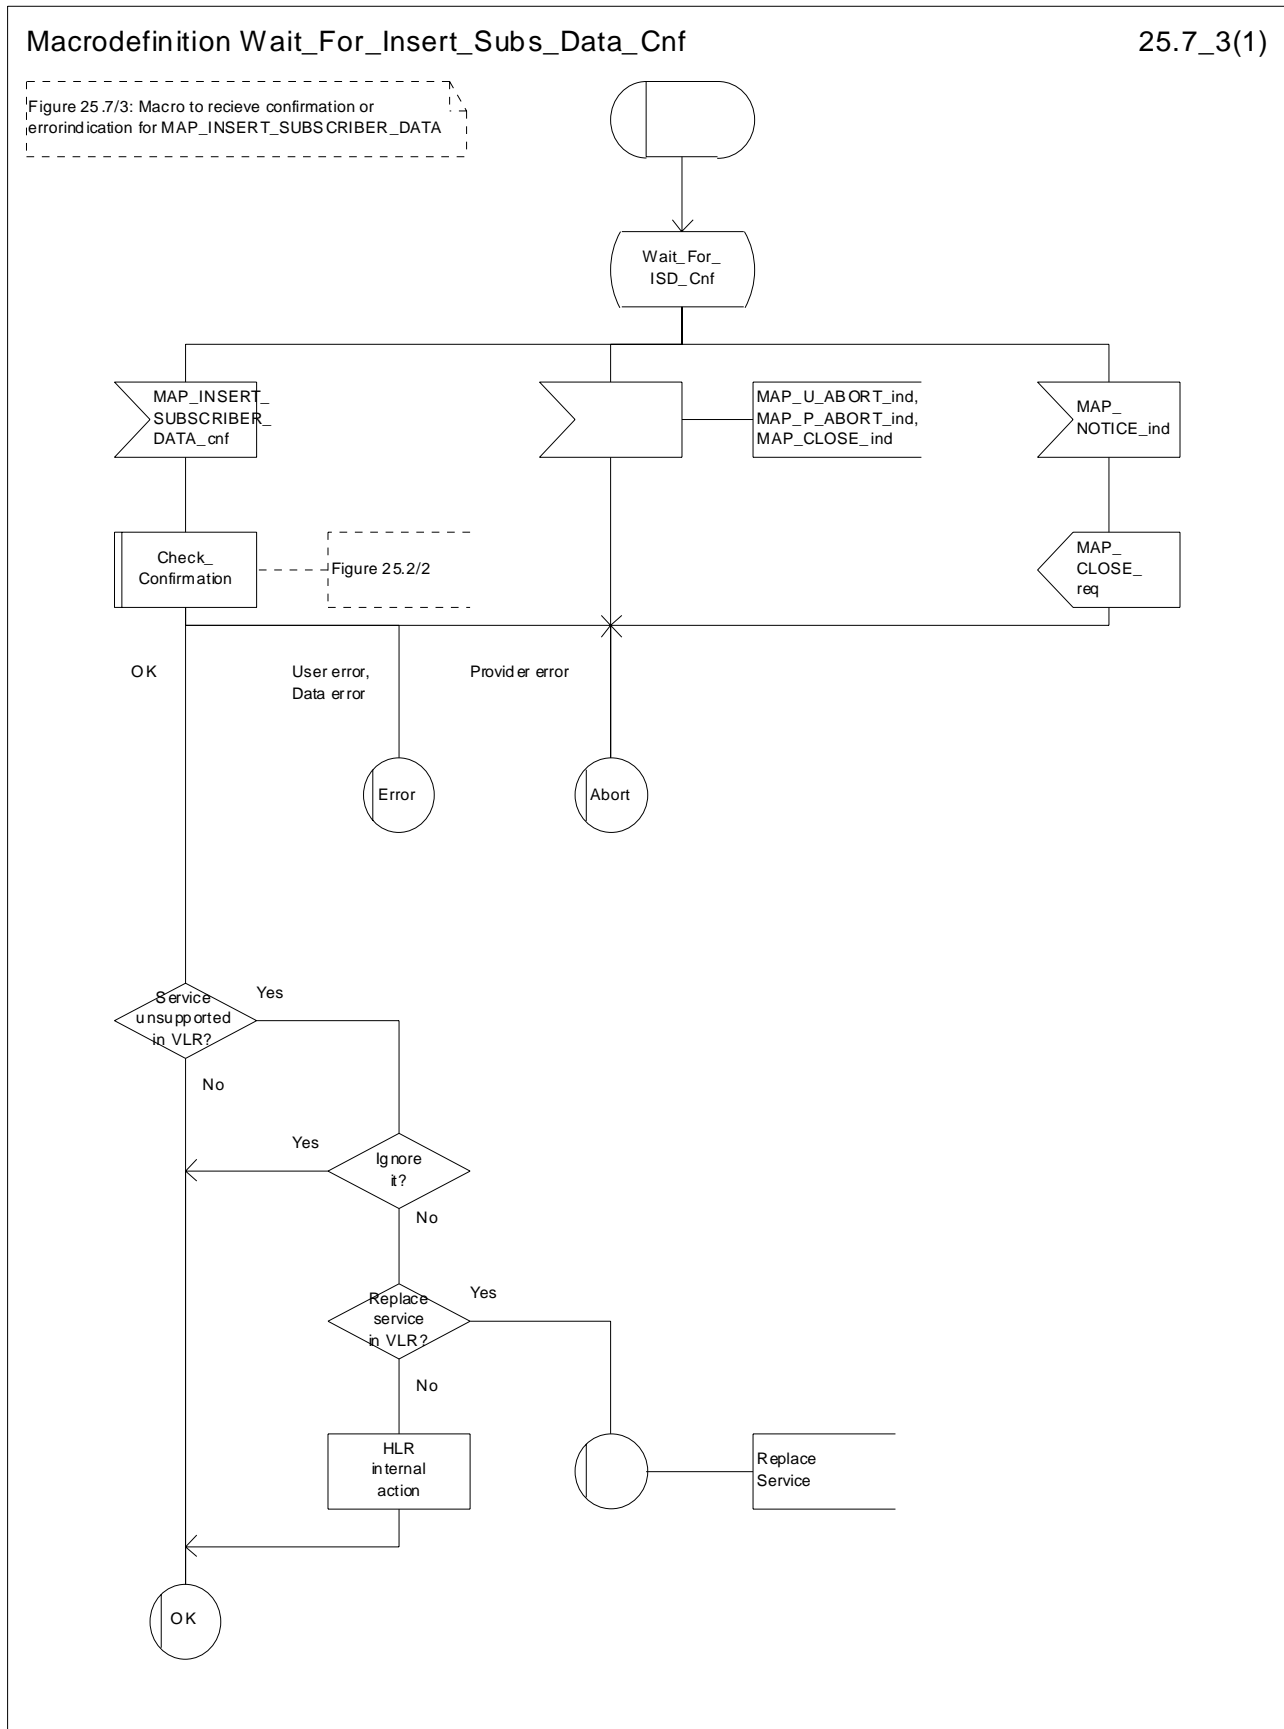 Macrodefinition Wait_For_Insert_Subs_Data_Cnf
25.7_3(1)
Figure 25.7/3: Macro to recieve confirmation or
errorindication for MAP_INSERT_SUBSCRIBER_DATA
Wait_For_
ISD_Cnf
MAP_INSERT_
SUBSCRIBER_
DATA_cnf
MAP_U_ABORT_ind,
MAP_P_ABORT_ind,
MAP_CLOSE_ind
MAP_
NOTICE_ind
Check_
Confirmation
Figure 25.2/2
MAP_
CLOSE_
req
OK
User error,
Data error
Provider error
Error
Abort
Service
unsupported
in VLR?
Yes
No
Yes
Ignore
it?
No
Replace
service
in VLR?
Yes
No
HLR
internal
action
Replace
Service
OK